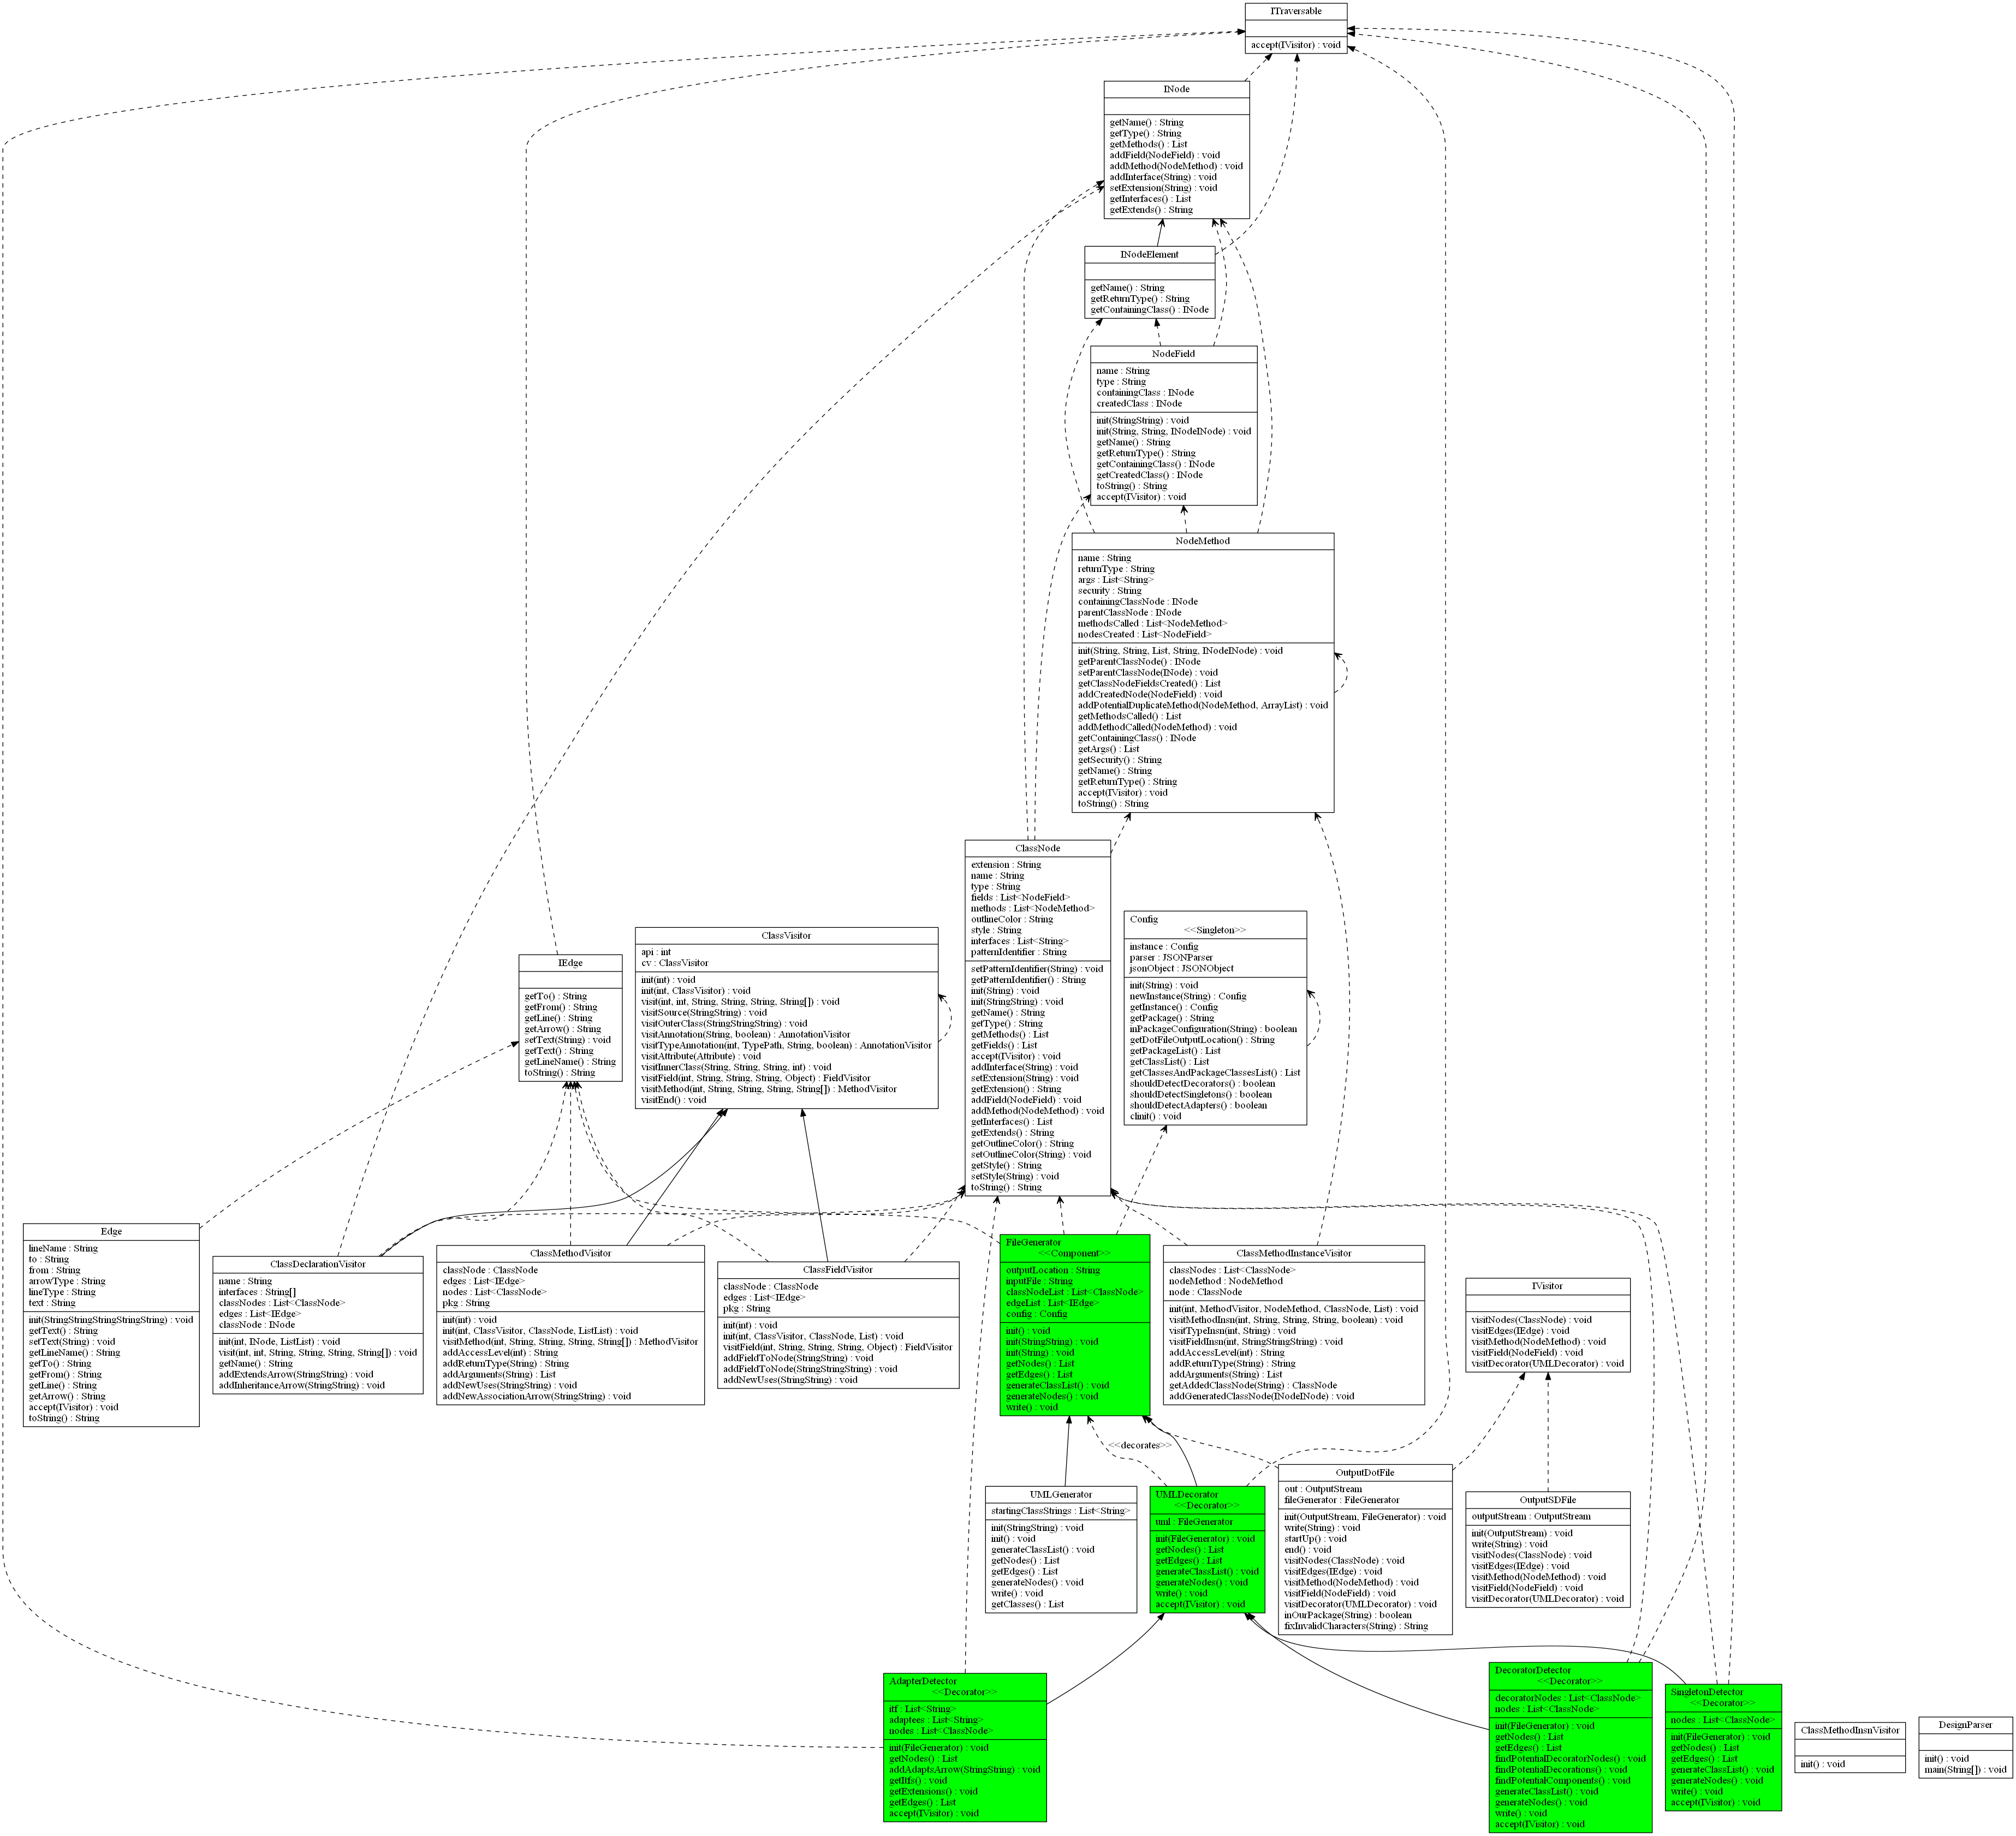 ITraversable
accept(IVisitor) : void
INode
getName() : String
getType() : String
getMethods() : List
addField(NodeField) : void
addMethod(NodeMethod) : void
addInterface(String) : void
setExtension(String) : void
getInterfaces() : List
getExtends() : String
INodeElement
getName() : String
getReturnType() : String
getContainingClass() : INode
NodeField
name : String
type : String
containingClass : INode
createdClass : INode
init(StringString) : void
init(String, String, INodeINode) : void
getName() : String
getReturnType() : String
getContainingClass() : INode
getCreatedClass() : INode
toString() : String
accept(IVisitor) : void
NodeMethod
name : String
returnType : String
args : List<String>
security : String
containingClassNode : INode
parentClassNode : INode
methodsCalled : List<NodeMethod>
nodesCreated : List<NodeField>
init(String, String, List, String, INodeINode) : void
getParentClassNode() : INode
setParentClassNode(INode) : void
getClassNodeFieldsCreated() : List
addCreatedNode(NodeField) : void
addPotentialDuplicateMethod(NodeMethod, ArrayList) : void
getMethodsCalled() : List
addMethodCalled(NodeMethod) : void
getContainingClass() : INode
getArgs() : List
getSecurity() : String
getName() : String
getReturnType() : String
accept(IVisitor) : void
toString() : String
ClassNode
extension : String
name : String
type : String
fields : List<NodeField>
methods : List<NodeMethod>
outlineColor : String
style : String
interfaces : List<String>
patternIdentifier : String
setPatternIdentifier(String) : void
getPatternIdentifier() : String
init(String) : void
init(StringString) : void
getName() : String
getType() : String
getMethods() : List
getFields() : List
accept(IVisitor) : void
addInterface(String) : void
setExtension(String) : void
getExtension() : String
addField(NodeField) : void
addMethod(NodeMethod) : void
getInterfaces() : List
getExtends() : String
getOutlineColor() : String
setOutlineColor(String) : void
getStyle() : String
setStyle(String) : void
toString() : String
Config
<<Singleton>>
instance : Config
parser : JSONParser
jsonObject : JSONObject
init(String) : void
newInstance(String) : Config
getInstance() : Config
getPackage() : String
inPackageConfiguration(String) : boolean
getDotFileOutputLocation() : String
getPackageList() : List
getClassList() : List
getClassesAndPackageClassesList() : List
shouldDetectDecorators() : boolean
shouldDetectSingletons() : boolean
shouldDetectAdapters() : boolean
clinit() : void
ClassVisitor
api : int
cv : ClassVisitor
init(int) : void
init(int, ClassVisitor) : void
visit(int, int, String, String, String, String[]) : void
visitSource(StringString) : void
visitOuterClass(StringStringString) : void
visitAnnotation(String, boolean) : AnnotationVisitor
visitTypeAnnotation(int, TypePath, String, boolean) : AnnotationVisitor
visitAttribute(Attribute) : void
visitInnerClass(String, String, String, int) : void
visitField(int, String, String, String, Object) : FieldVisitor
visitMethod(int, String, String, String, String[]) : MethodVisitor
visitEnd() : void
IEdge
getTo() : String
getFrom() : String
getLine() : String
getArrow() : String
setText(String) : void
getText() : String
getLineName() : String
toString() : String
Edge
lineName : String
to : String
from : String
arrowType : String
lineType : String
text : String
init(StringStringStringStringString) : void
getText() : String
setText(String) : void
getLineName() : String
getTo() : String
getFrom() : String
getLine() : String
getArrow() : String
accept(IVisitor) : void
toString() : String
ClassDeclarationVisitor
name : String
interfaces : String[]
classNodes : List<ClassNode>
edges : List<IEdge>
classNode : INode
init(int, INode, ListList) : void
visit(int, int, String, String, String, String[]) : void
getName() : String
addExtendsArrow(StringString) : void
addInheritanceArrow(StringString) : void
ClassMethodVisitor
classNode : ClassNode
edges : List<IEdge>
nodes : List<ClassNode>
pkg : String
init(int) : void
init(int, ClassVisitor, ClassNode, ListList) : void
visitMethod(int, String, String, String, String[]) : MethodVisitor
addAccessLevel(int) : String
addReturnType(String) : String
addArguments(String) : List
addNewUses(StringString) : void
addNewAssociationArrow(StringString) : void
ClassFieldVisitor
classNode : ClassNode
edges : List<IEdge>
pkg : String
init(int) : void
init(int, ClassVisitor, ClassNode, List) : void
visitField(int, String, String, String, Object) : FieldVisitor
addFieldToNode(StringString) : void
addFieldToNode(StringStringString) : void
addNewUses(StringString) : void
FileGenerator
<<Component>>
outputLocation : String
inputFile : String
classNodeList : List<ClassNode>
edgeList : List<IEdge>
config : Config
init() : void
init(StringString) : void
init(String) : void
getNodes() : List
getEdges() : List
generateClassList() : void
generateNodes() : void
write() : void
ClassMethodInstanceVisitor
classNodes : List<ClassNode>
nodeMethod : NodeMethod
node : ClassNode
init(int, MethodVisitor, NodeMethod, ClassNode, List) : void
visitMethodInsn(int, String, String, String, boolean) : void
visitTypeInsn(int, String) : void
visitFieldInsn(int, StringStringString) : void
addAccessLevel(int) : String
addReturnType(String) : String
addArguments(String) : List
getAddedClassNode(String) : ClassNode
addGeneratedClassNode(INodeINode) : void
IVisitor
visitNodes(ClassNode) : void
visitEdges(IEdge) : void
visitMethod(NodeMethod) : void
visitField(NodeField) : void
visitDecorator(UMLDecorator) : void
<<decorates>>
UMLGenerator
startingClassStrings : List<String>
init(StringString) : void
init() : void
generateClassList() : void
getNodes() : List
getEdges() : List
generateNodes() : void
write() : void
getClasses() : List
UMLDecorator
<<Decorator>>
uml : FileGenerator
init(FileGenerator) : void
getNodes() : List
getEdges() : List
generateClassList() : void
generateNodes() : void
write() : void
accept(IVisitor) : void
OutputDotFile
out : OutputStream
fileGenerator : FileGenerator
init(OutputStream, FileGenerator) : void
write(String) : void
startUp() : void
end() : void
visitNodes(ClassNode) : void
visitEdges(IEdge) : void
visitMethod(NodeMethod) : void
visitField(NodeField) : void
visitDecorator(UMLDecorator) : void
inOurPackage(String) : boolean
fixInvalidCharacters(String) : String
OutputSDFile
outputStream : OutputStream
init(OutputStream) : void
write(String) : void
visitNodes(ClassNode) : void
visitEdges(IEdge) : void
visitMethod(NodeMethod) : void
visitField(NodeField) : void
visitDecorator(UMLDecorator) : void
AdapterDetector
<<Decorator>>
itf : List<String>
adaptees : List<String>
nodes : List<ClassNode>
init(FileGenerator) : void
getNodes() : List
addAdaptsArrow(StringString) : void
getItfs() : void
getExtensions() : void
getEdges() : List
accept(IVisitor) : void
DecoratorDetector
<<Decorator>>
decoratorNodes : List<ClassNode>
nodes : List<ClassNode>
init(FileGenerator) : void
getNodes() : List
getEdges() : List
findPotentialDecoratorNodes() : void
findPotentialDecorations() : void
findPotentialComponents() : void
generateClassList() : void
generateNodes() : void
write() : void
accept(IVisitor) : void
SingletonDetector
<<Decorator>>
nodes : List<ClassNode>
init(FileGenerator) : void
getNodes() : List
getEdges() : List
generateClassList() : void
generateNodes() : void
write() : void
accept(IVisitor) : void
ClassMethodInsnVisitor
init() : void
DesignParser
init() : void
main(String[]) : void